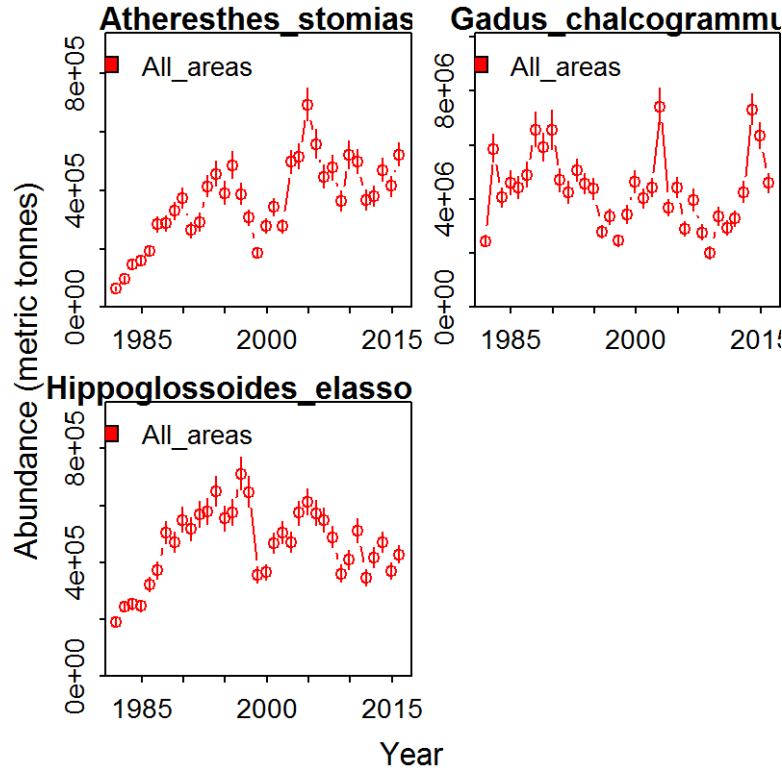 Atheresthes_stomias
Gadus_chalcogrammu
All_areas
All_areas
0e+00 4e+05 8e+05
0e+00 4e+06 8e+06
1985 2000 2015
1985 2000 2015
Hippoglossoides_elasso
All_areas
0e+00 4e+05 8e+05
1985 2000 2015
Abundance (metric tonnes)
Year